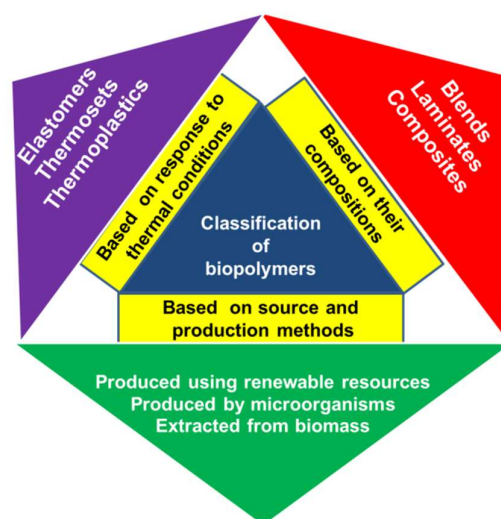 Elastomers
Thermosets
Thermoplastics
Based on response to
thermal conditions
Blends
Laminates
Composites
Based on their
compositions
Classification
of
biopolymers
Based on source and
production methods
Produced using renewable resources
Produced by microorganisms
Extracted from biomass